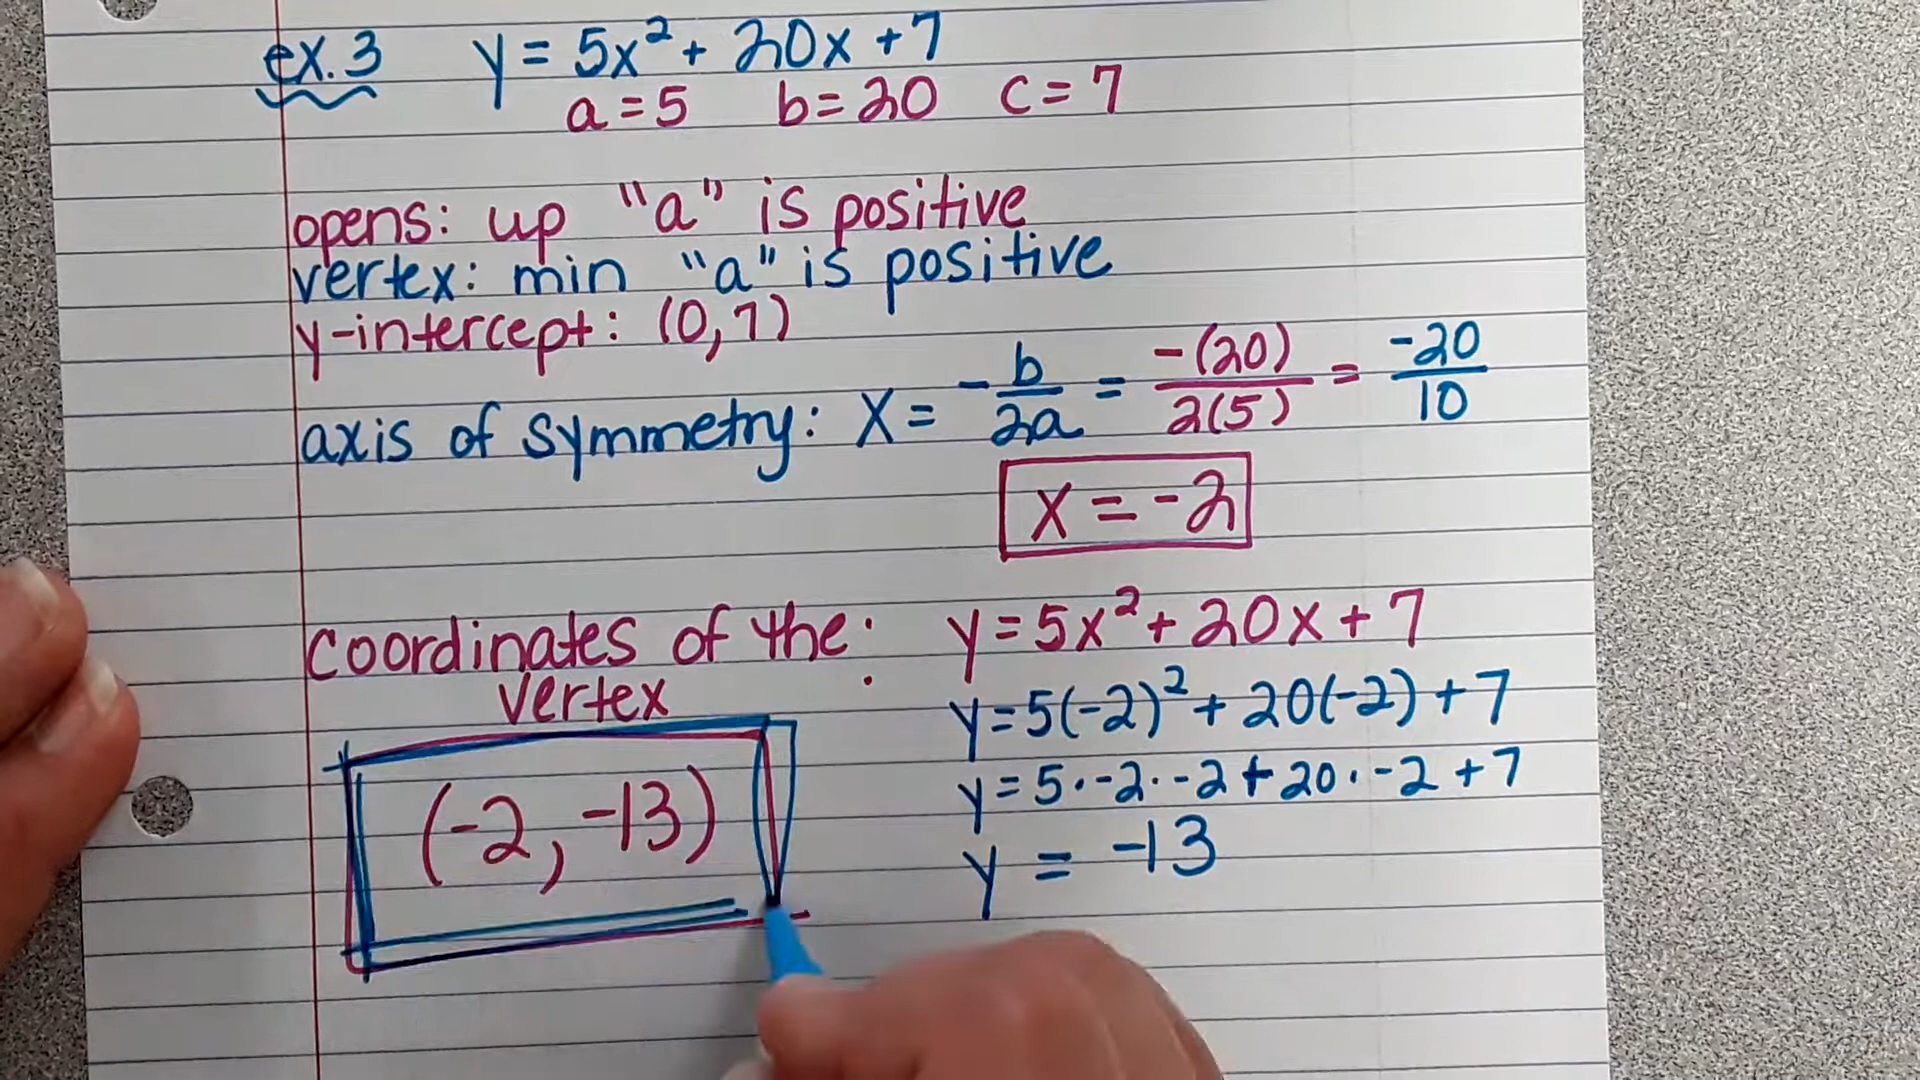 ex. 3 y = 5x² + 20x + 7
a = 5 b = 20 c = 7
opens: up "a" is positive
vertex: min "a" is positive
y-intercept: (0, 7)
axis of symmetry: x = -b/2a = -(20)/2(5) = -20/10
x = -2
coordinates of the vertex:
y = 5x² + 20x + 7
y = 5(-2)² + 20(-2) + 7
y = 5 · -2 · -2 + 20 · -2 + 7
(-2, -13)
y = -13